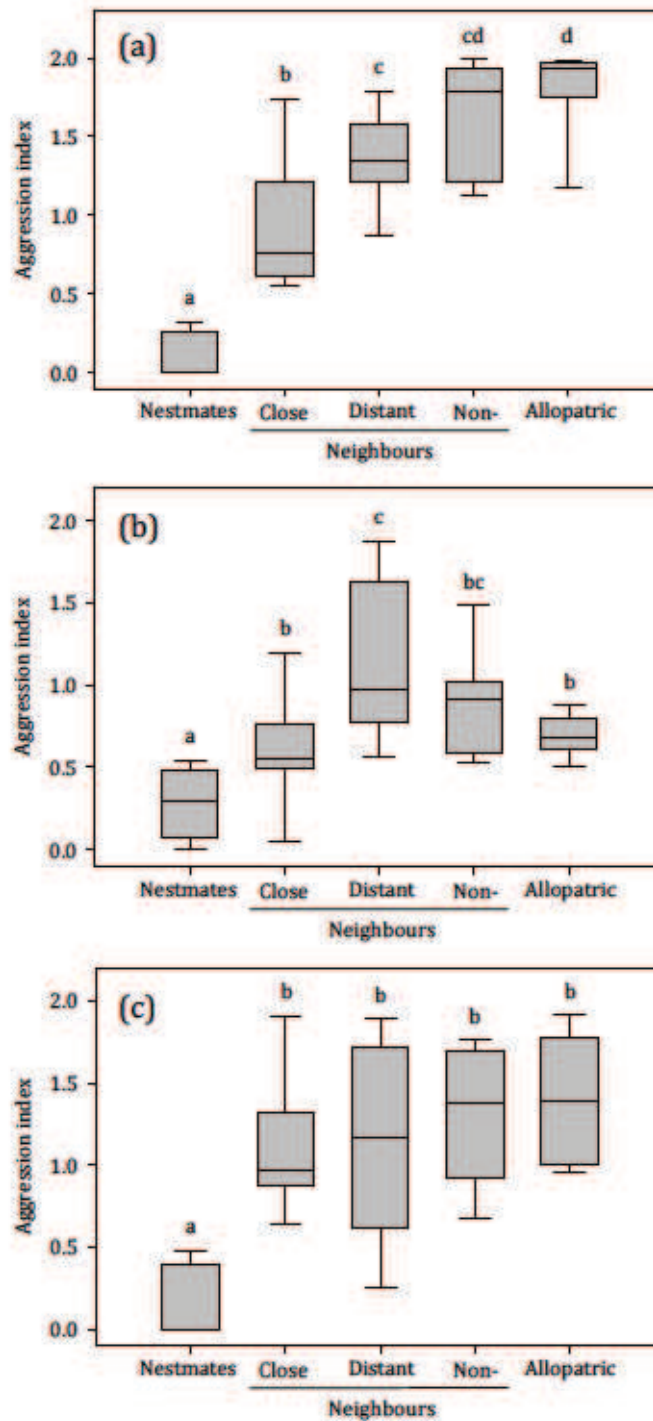 (a)
b
c
cd
d
a
2.0
1.5
1.0
0.5
0.0
Aggression index
Nestmates Close Distant Non- Allopatric
Neighbours
(b)
a
b
c
bc
b
2.0
1.5
1.0
0.5
0.0
Aggression index
Nestmates Close Distant Non- Allopatric
Neighbours
(c)
a
b
b
b
b
2.0
1.5
1.0
0.5
0.0
Aggression index
Nestmates Close Distant Non- Allopatric
Neighbours